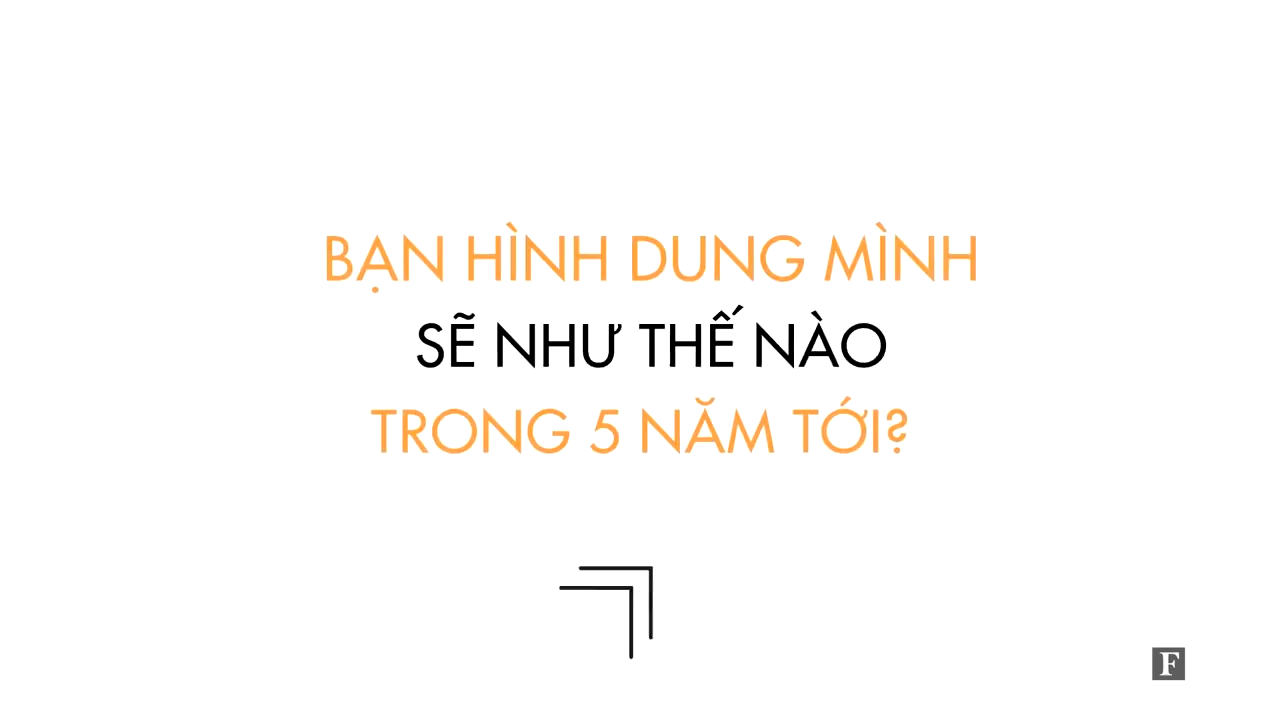 BẠN HÌNH DUNG MÌNH
SẼ NHƯ THẾ NÀO
TRONG 5 NĂM TỚI?
F